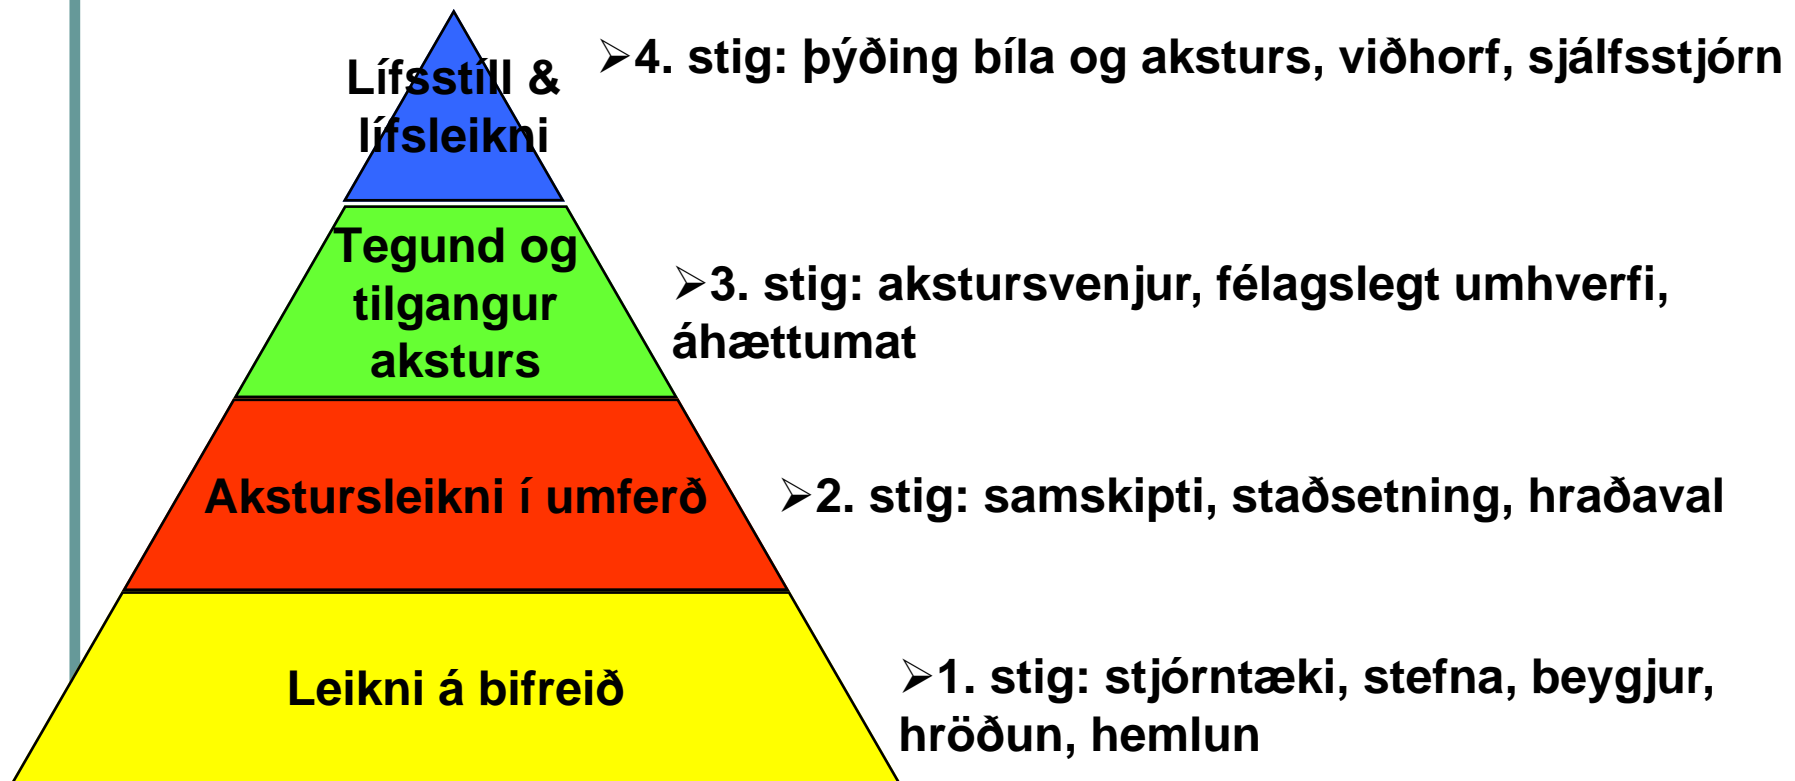 Lífsstíll &
lífsleikni
➢4. stig: þýðing bíla og aksturs, viðhorf, sjálfsstjórn
Tegund og
tilgangur
aksturs
➢3. stig: akstursvenjur, félagslegt umhverfi,
áhættumat
Akstursleikni í umferð
➢2. stig: samskipti, staðsetning, hraðaval
Leikni á bifreið
➢1. stig: stjórntæki, stefna, beygjur,
hröðun, hemlun